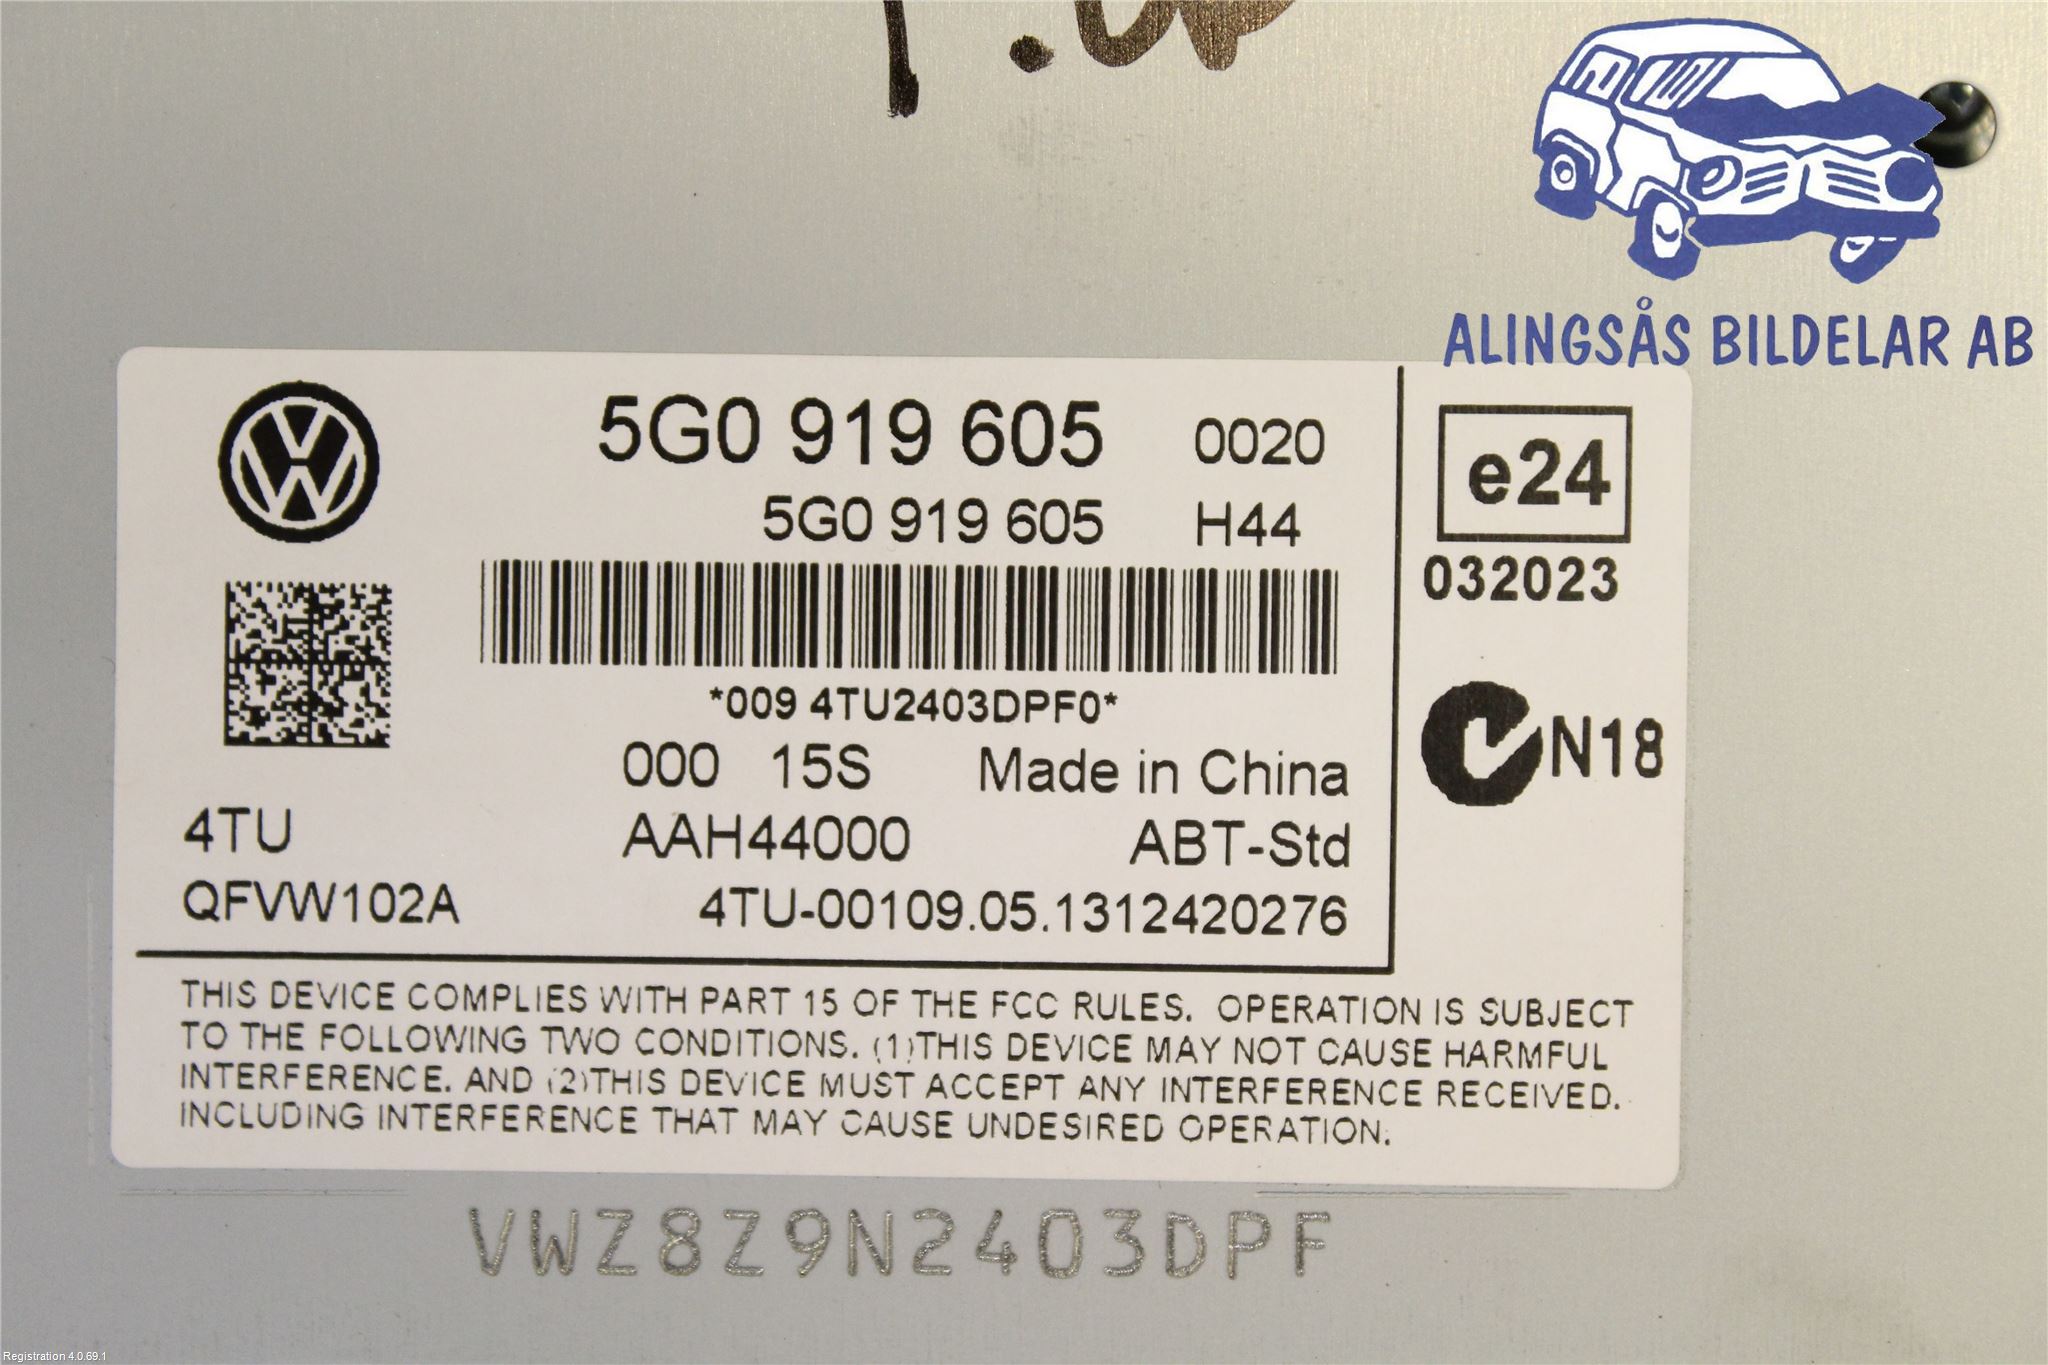 ALINGSÅS BILDELAR AB
5G0 919 605 0020
5G0 919 605 H44
e24
032023
*009 4TU2403DPF0*
N18
000 15S Made in China
4TU AAH44000 ABT-Std
QFVW102A 4TU-00109.05.1312420276
THIS DEVICE COMPLIES WITH PART 15 OF THE FCC RULES. OPERATION IS SUBJECT
TO THE FOLLOWING TWO CONDITIONS. (1)THIS DEVICE MAY NOT CAUSE HARMFUL
INTERFERENCE. AND (2)THIS DEVICE MUST ACCEPT ANY INTERFERENCE RECEIVED.
INCLUDING INTERFERENCE THAT MAY CAUSE UNDESIRED OPERATION.
VWZ8Z9N2403DPF
Registration 4.0.69.1